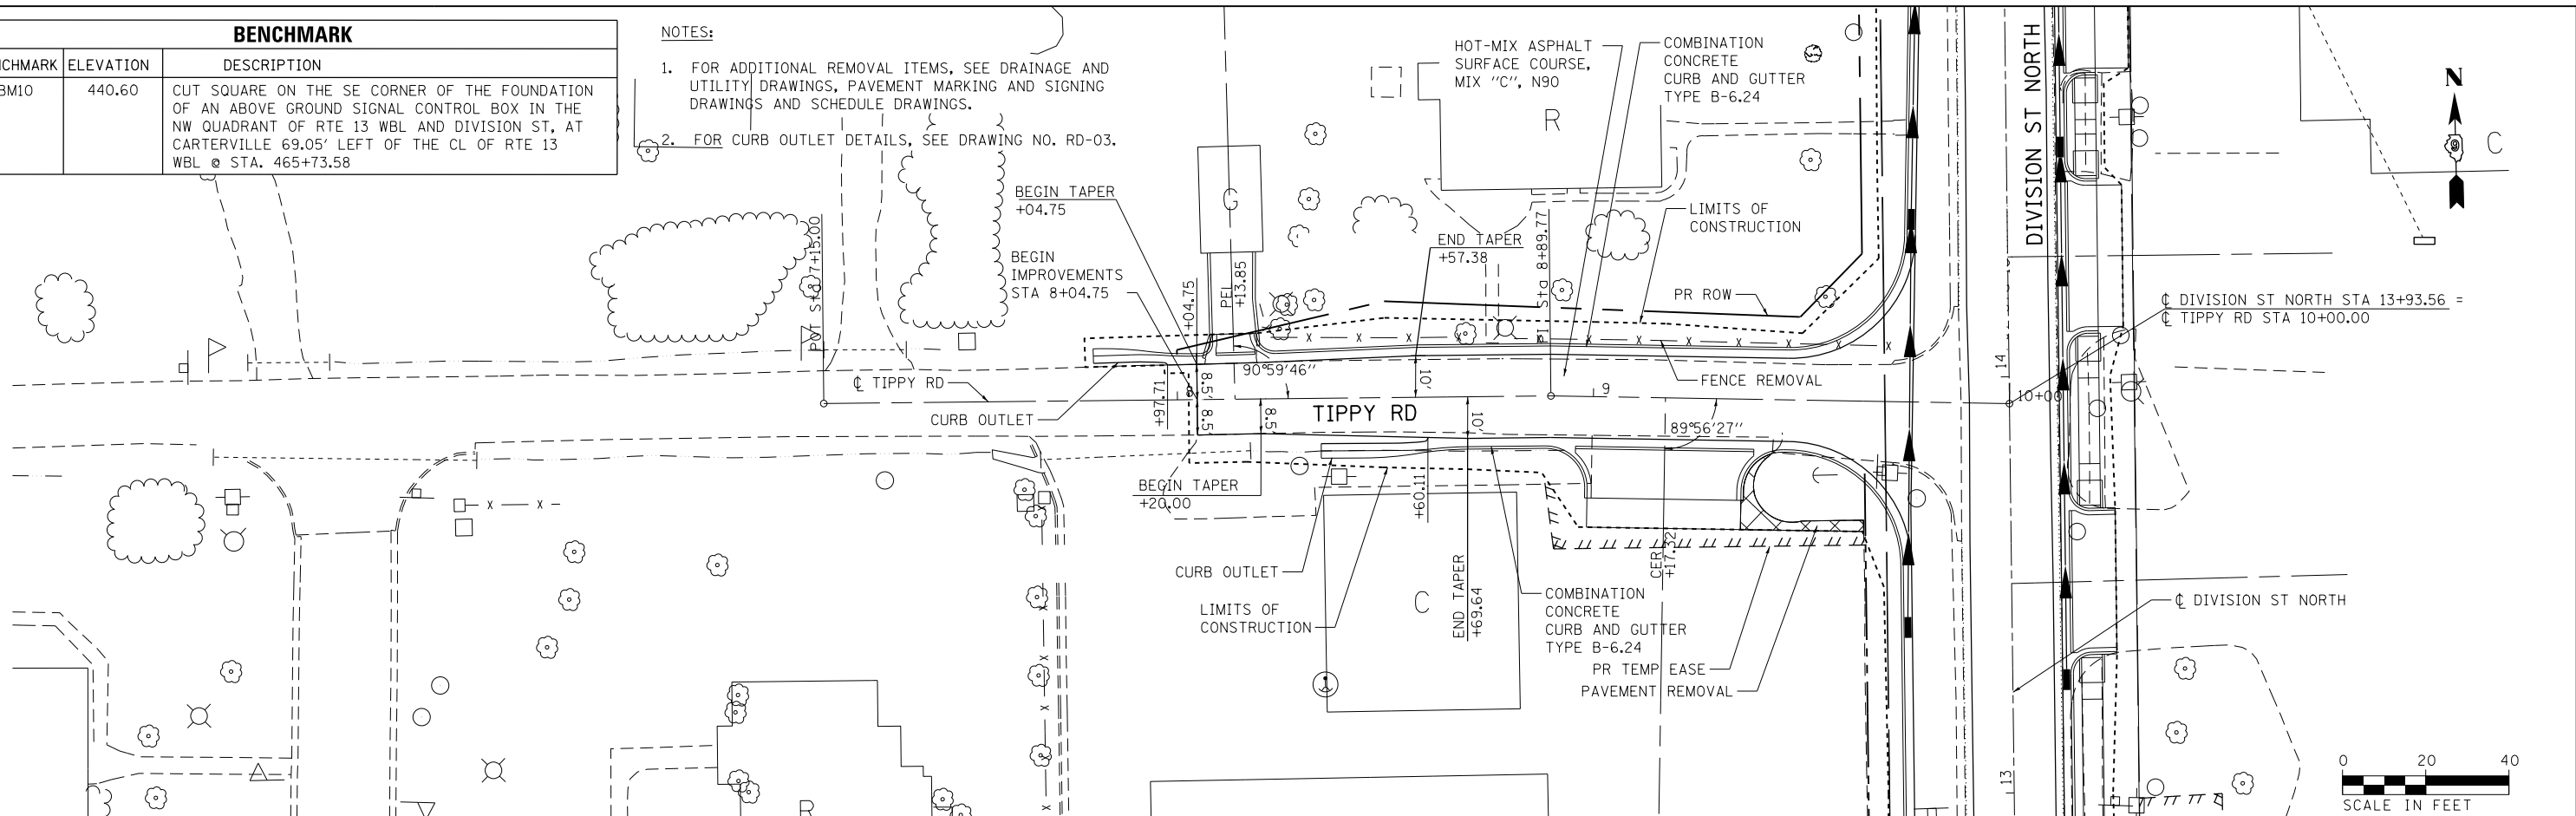 BENCHMARK
CHMARK ELEVATION DESCRIPTION
BM10 440.60 CUT SQUARE ON THE SE CORNER OF THE FOUNDATION
OF AN ABOVE GROUND SIGNAL CONTROL BOX IN THE
NW QUADRANT OF RTE 13 WBL AND DIVISION ST, AT
CARTERVILLE 69.05' LEFT OF THE CL OF RTE 13
WBL @ STA. 465+73.58
NOTES:
1. FOR ADDITIONAL REMOVAL ITEMS, SEE DRAINAGE AND
UTILITY DRAWINGS, PAVEMENT MARKING AND SIGNING
DRAWINGS AND SCHEDULE DRAWINGS.
2. FOR CURB OUTLET DETAILS, SEE DRAWING NO. RD-03.
HOT-MIX ASPHALT
SURFACE COURSE,
MIX "C", N90
COMBINATION
CONCRETE
CURB AND GUTTER
TYPE B-6.24
R
G
DIVISION ST NORTH
N
9
C
BEGIN TAPER
+04.75
BEGIN
IMPROVEMENTS
STA 8+04.75
END TAPER
+57.38
LIMITS OF
CONSTRUCTION
PR ROW
POT Sta 7+15.00
+04.75
PEL
+13.85
PI Sta 8+89.77
℄ DIVISION ST NORTH STA 13+93.56 =
℄ TIPPY RD STA 10+00.00
14
℄ TIPPY RD
CURB OUTLET
+97.71
8
8.5'
8.5'
8.5'
90°59'46"
10'
10'
TIPPY RD
9
FENCE REMOVAL
10+00
89°56'27"
BEGIN TAPER
+20.00
+60.11
END TAPER
+69.64
CER
+17.32
CURB OUTLET
LIMITS OF
CONSTRUCTION
C
COMBINATION
CONCRETE
CURB AND GUTTER
TYPE B-6.24
PR TEMP EASE
PAVEMENT REMOVAL
℄ DIVISION ST NORTH
13
R
0 20 40
SCALE IN FEET